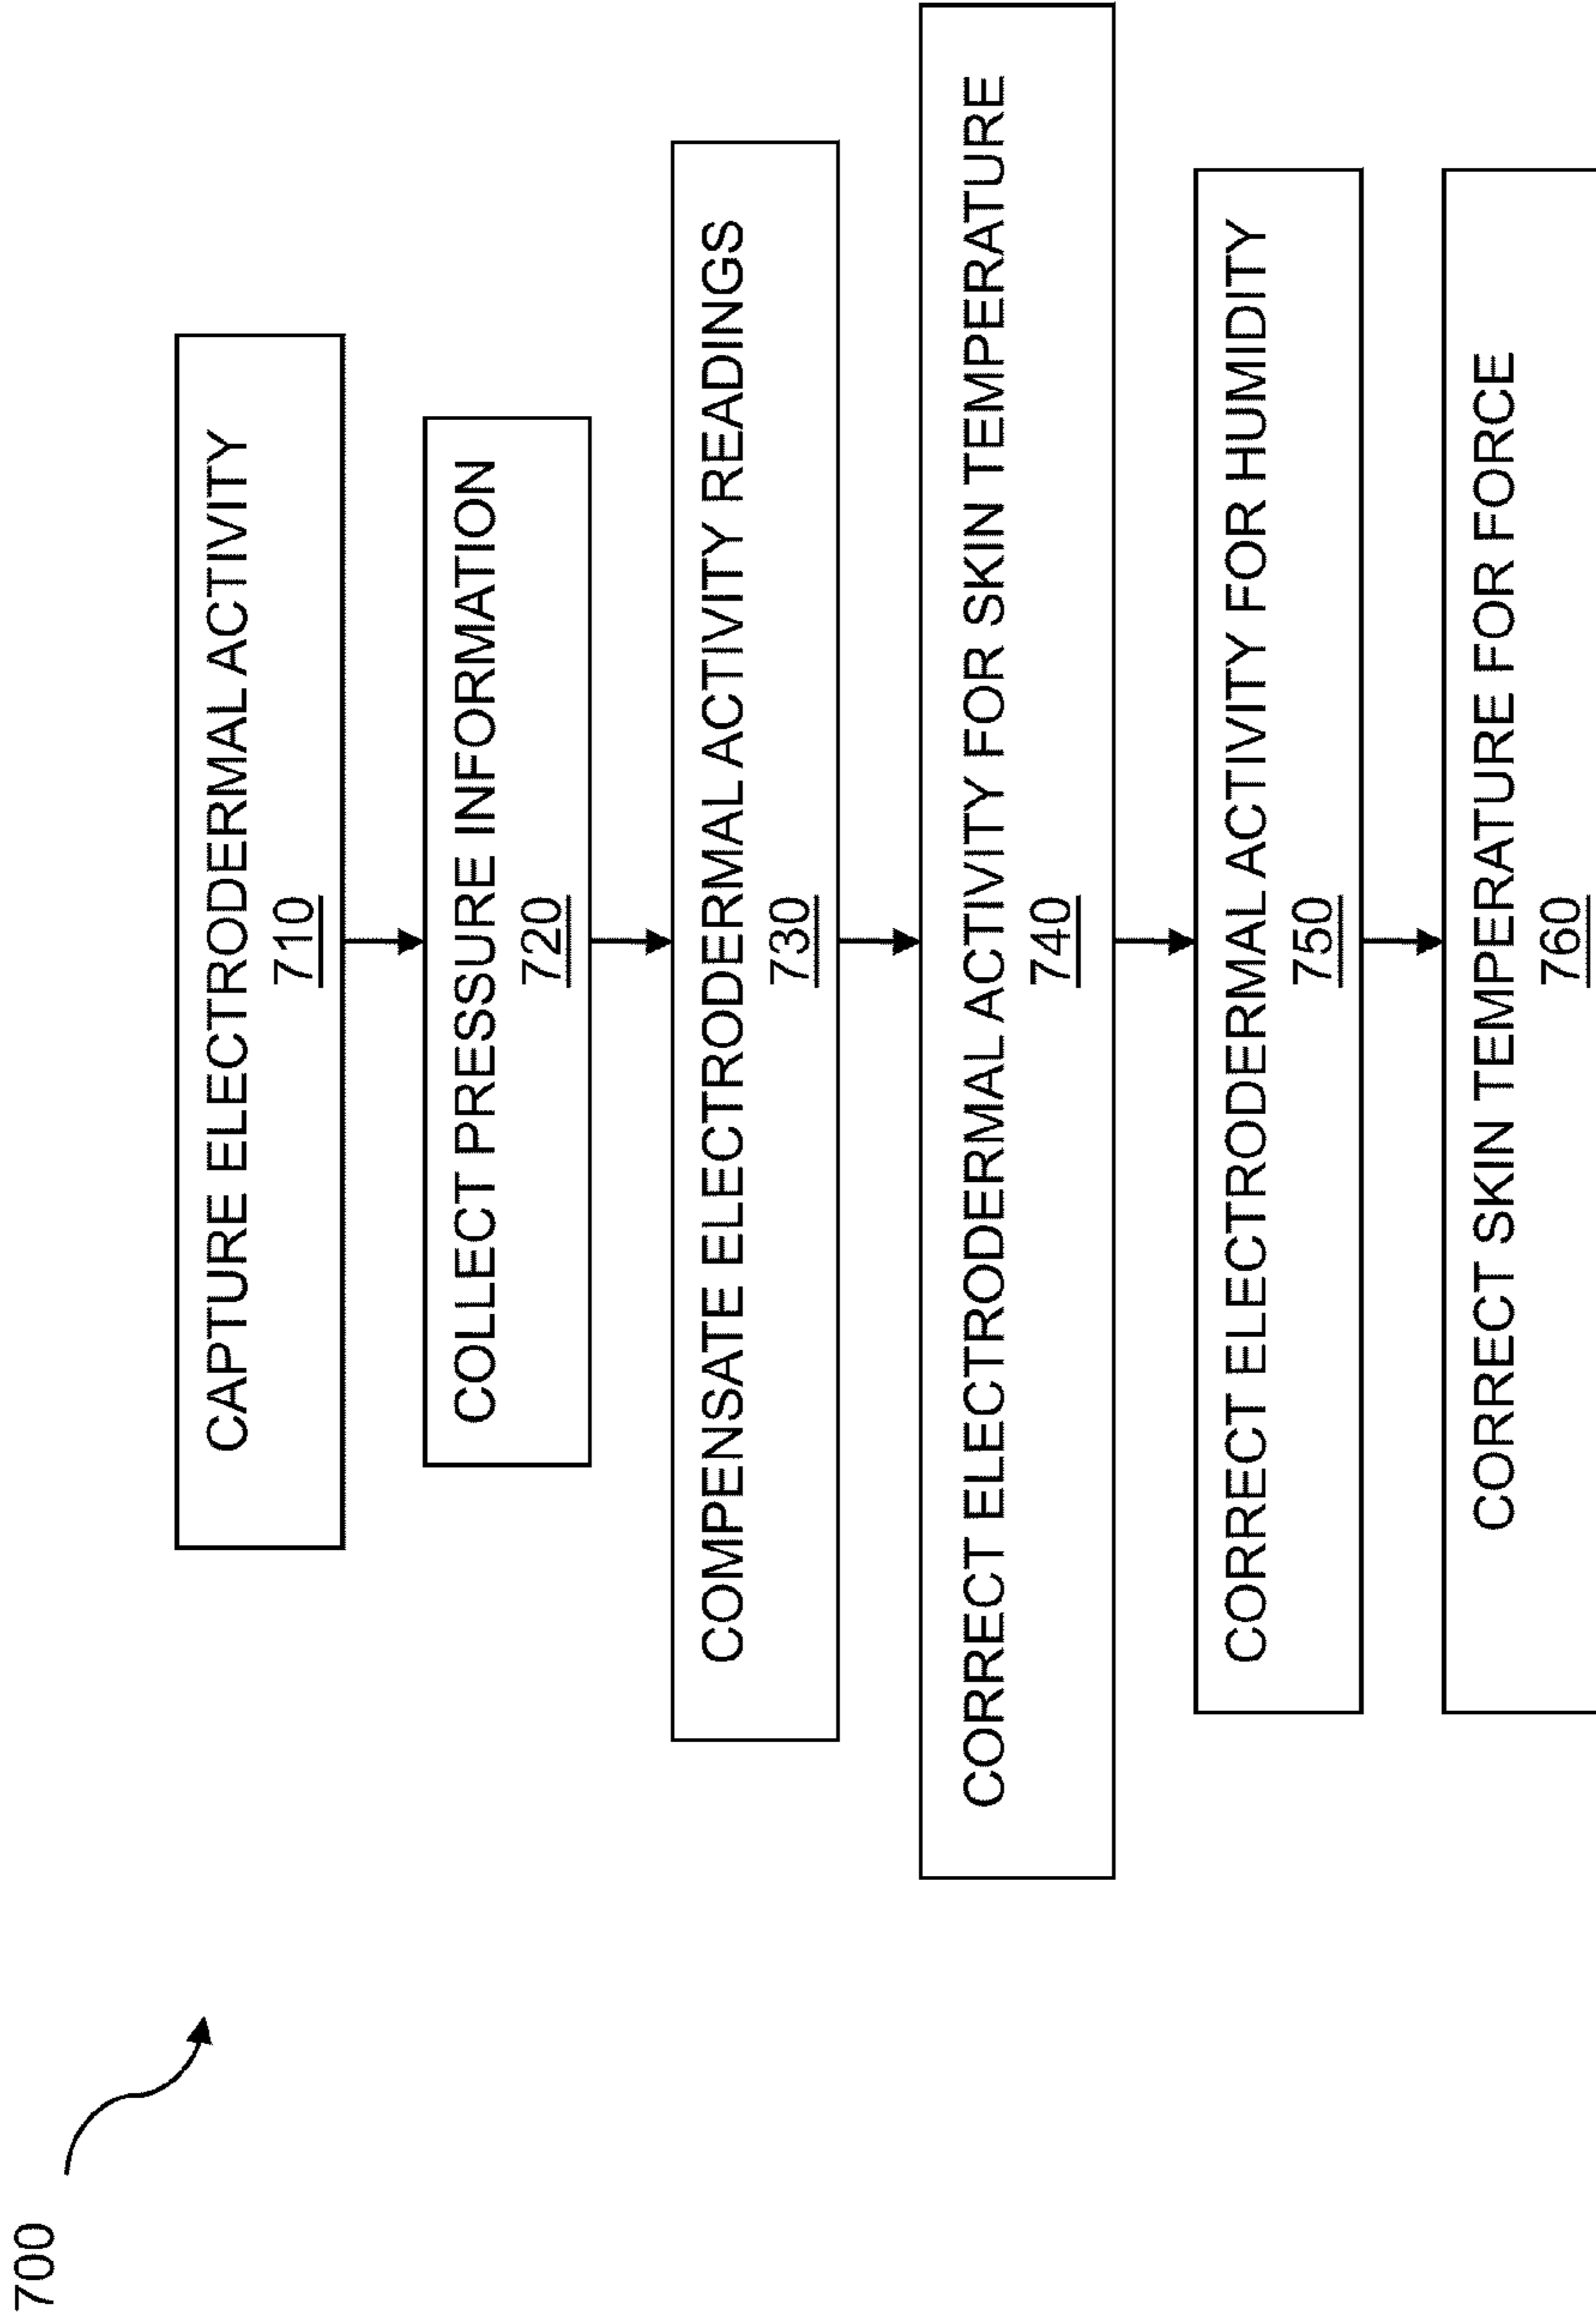 700
CAPTURE ELECTRODERMAL ACTIVITY
710
COLLECT PRESSURE INFORMATION
720
COMPENSATE ELECTRODERMAL ACTIVITY READINGS
730
CORRECT ELECTRODERMAL ACTIVITY FOR SKIN TEMPERATURE
740
CORRECT ELECTRODERMAL ACTIVITY FOR HUMIDITY
750
CORRECT SKIN TEMPERATURE FOR FORCE
760